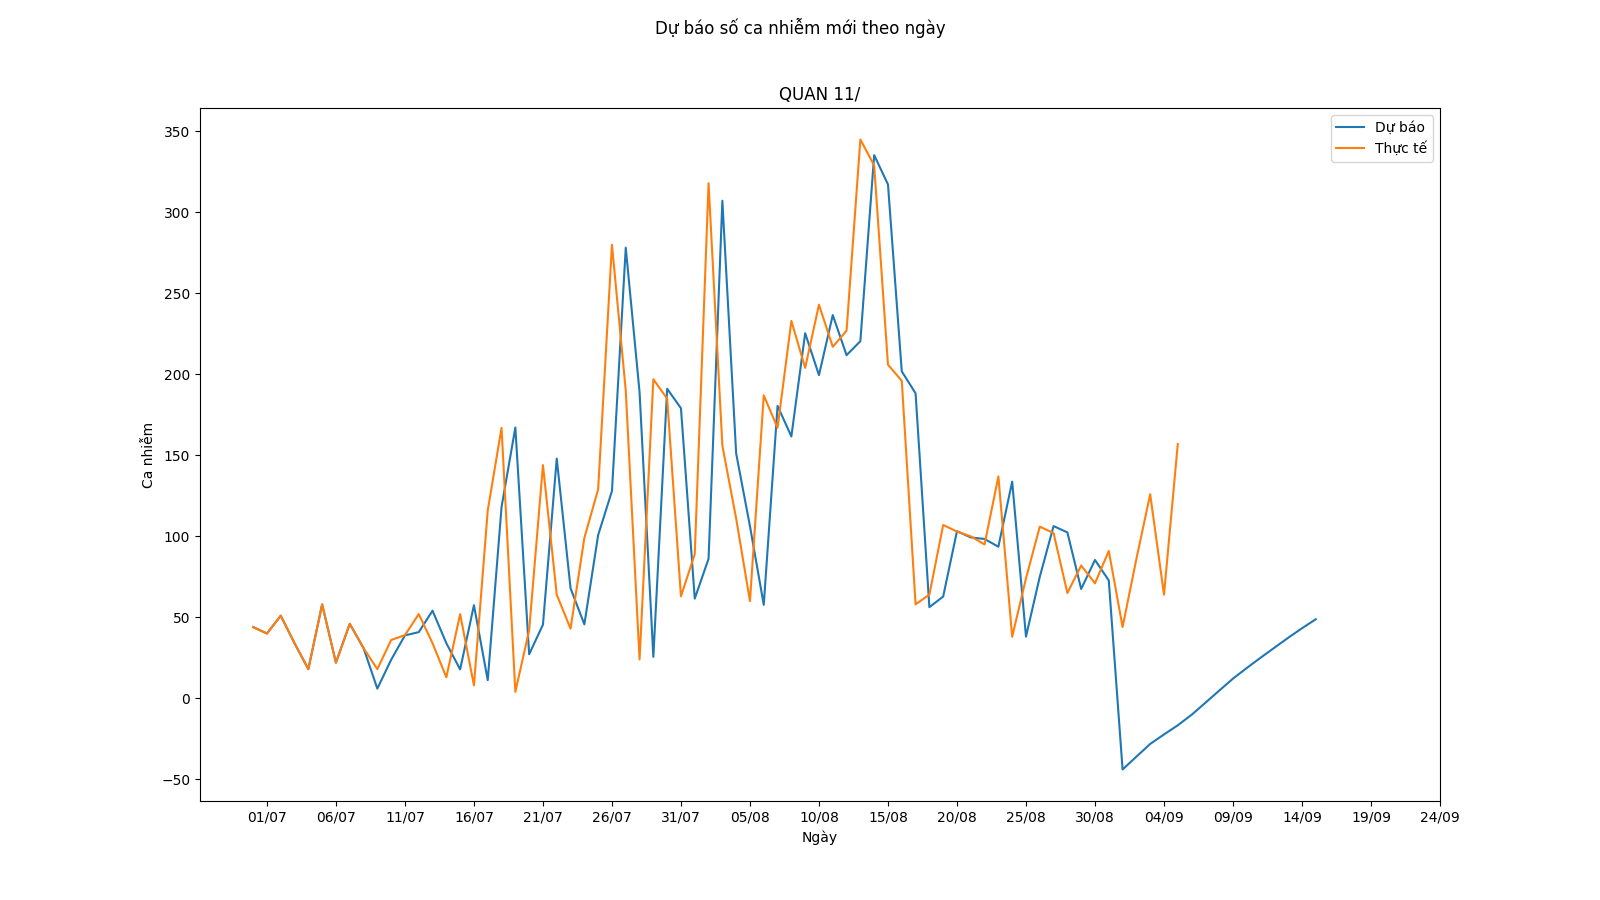 Dự báo số ca nhiễm mới theo ngày
QUAN 11/
Dự báo
Thực tế
350
300
250
200
150
100
50
0
−50
Ca nhiễm
01/07 06/07 11/07 16/07 21/07 26/07 31/07 05/08 10/08 15/08 20/08 25/08 30/08 04/09 09/09 14/09 19/09 24/09
Ngày